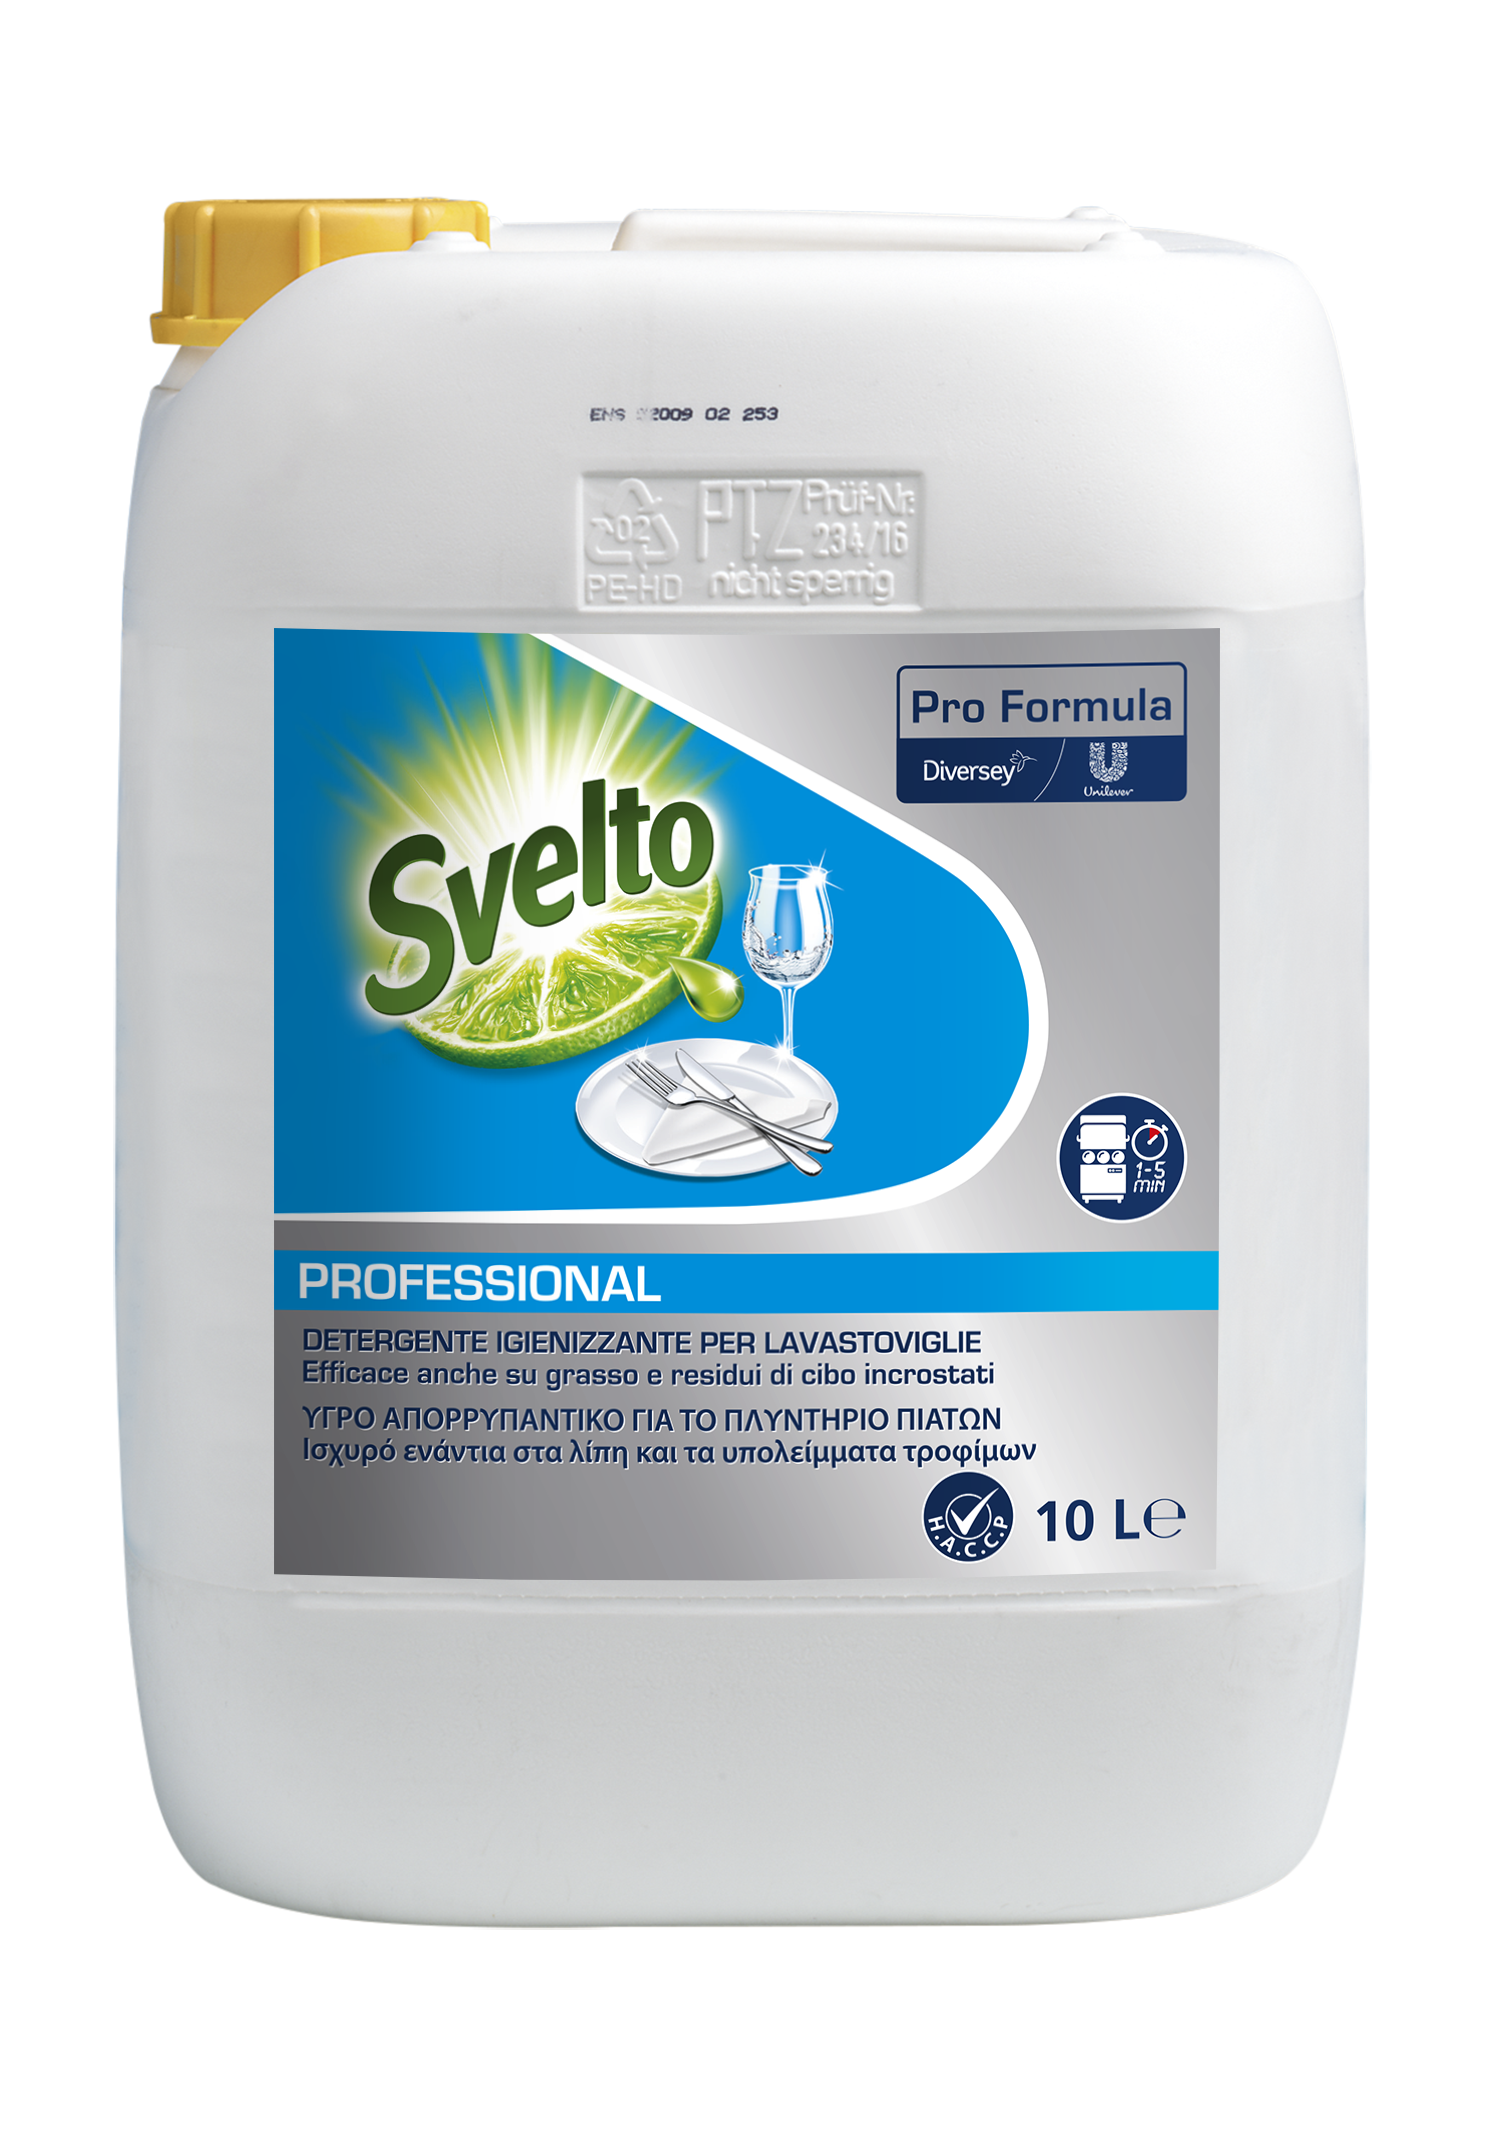 ENS 2009 02 253
02
PE-HD
PTZ
Prüf-Nr.
234/16
nicht sperrig
Pro Formula
Diversey
Unilever
Svelto
1-5
MIN
PROFESSIONAL
DETERGENTE IGIENIZZANTE PER LAVASTOVIGLIE
Efficace anche su grasso e residui di cibo incrostati
ΥΓΡΟ ΑΠΟΡΡΥΠΑΝΤΙΚΟ ΓΙΑ ΤΟ ΠΛΥΝΤΗΡΙΟ ΠΙΑΤΩΝ
Ισχυρό ενάντια στα λίπη και τα υπολείμματα τροφίμων
H.A.C.C.P
10 L℮